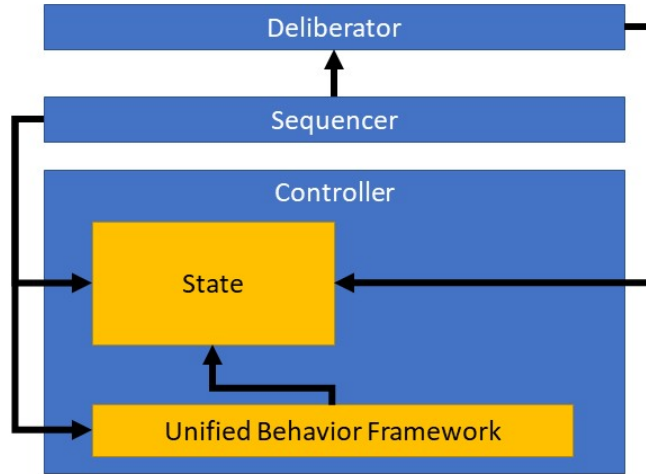 Deliberator
Sequencer
Controller
State
Unified Behavior Framework